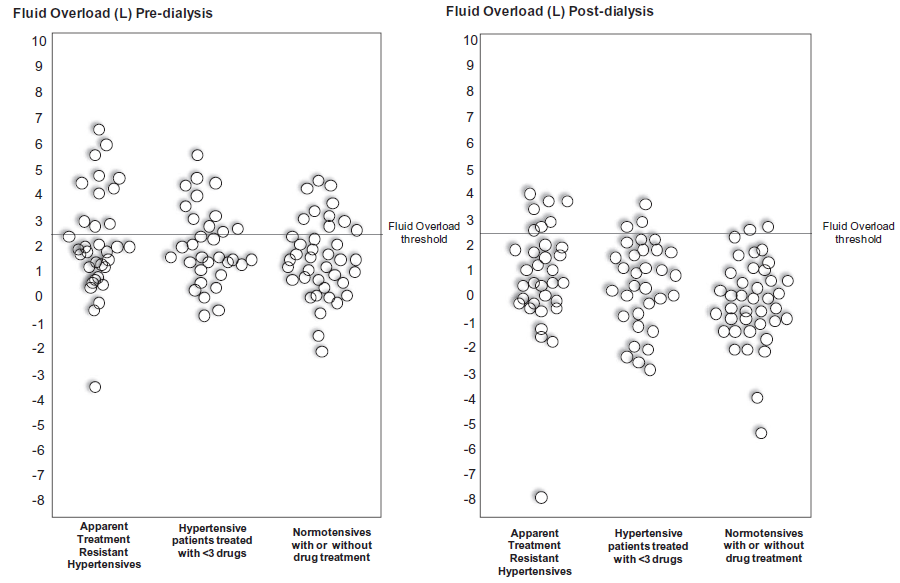 Fluid Overload (L) Pre-dialysis
10
9
8
7
6
5
4
3
2
1
0
-1
-2
-3
-4
-5
-6
-7
-8
Fluid Overload
threshold
Apparent
Treatment
Resistant
Hypertensives
Hypertensive
patients treated
with <3 drugs
Normotensives
with or without
drug treatment
Fluid Overload (L) Post-dialysis
10
9
8
7
6
5
4
3
2
1
0
-1
-2
-3
-4
-5
-6
-7
-8
Fluid Overload
threshold
Apparent
Treatment
Resistant
Hypertensives
Hypertensive
patients treated
with <3 drugs
Normotensives
with or without
drug treatment